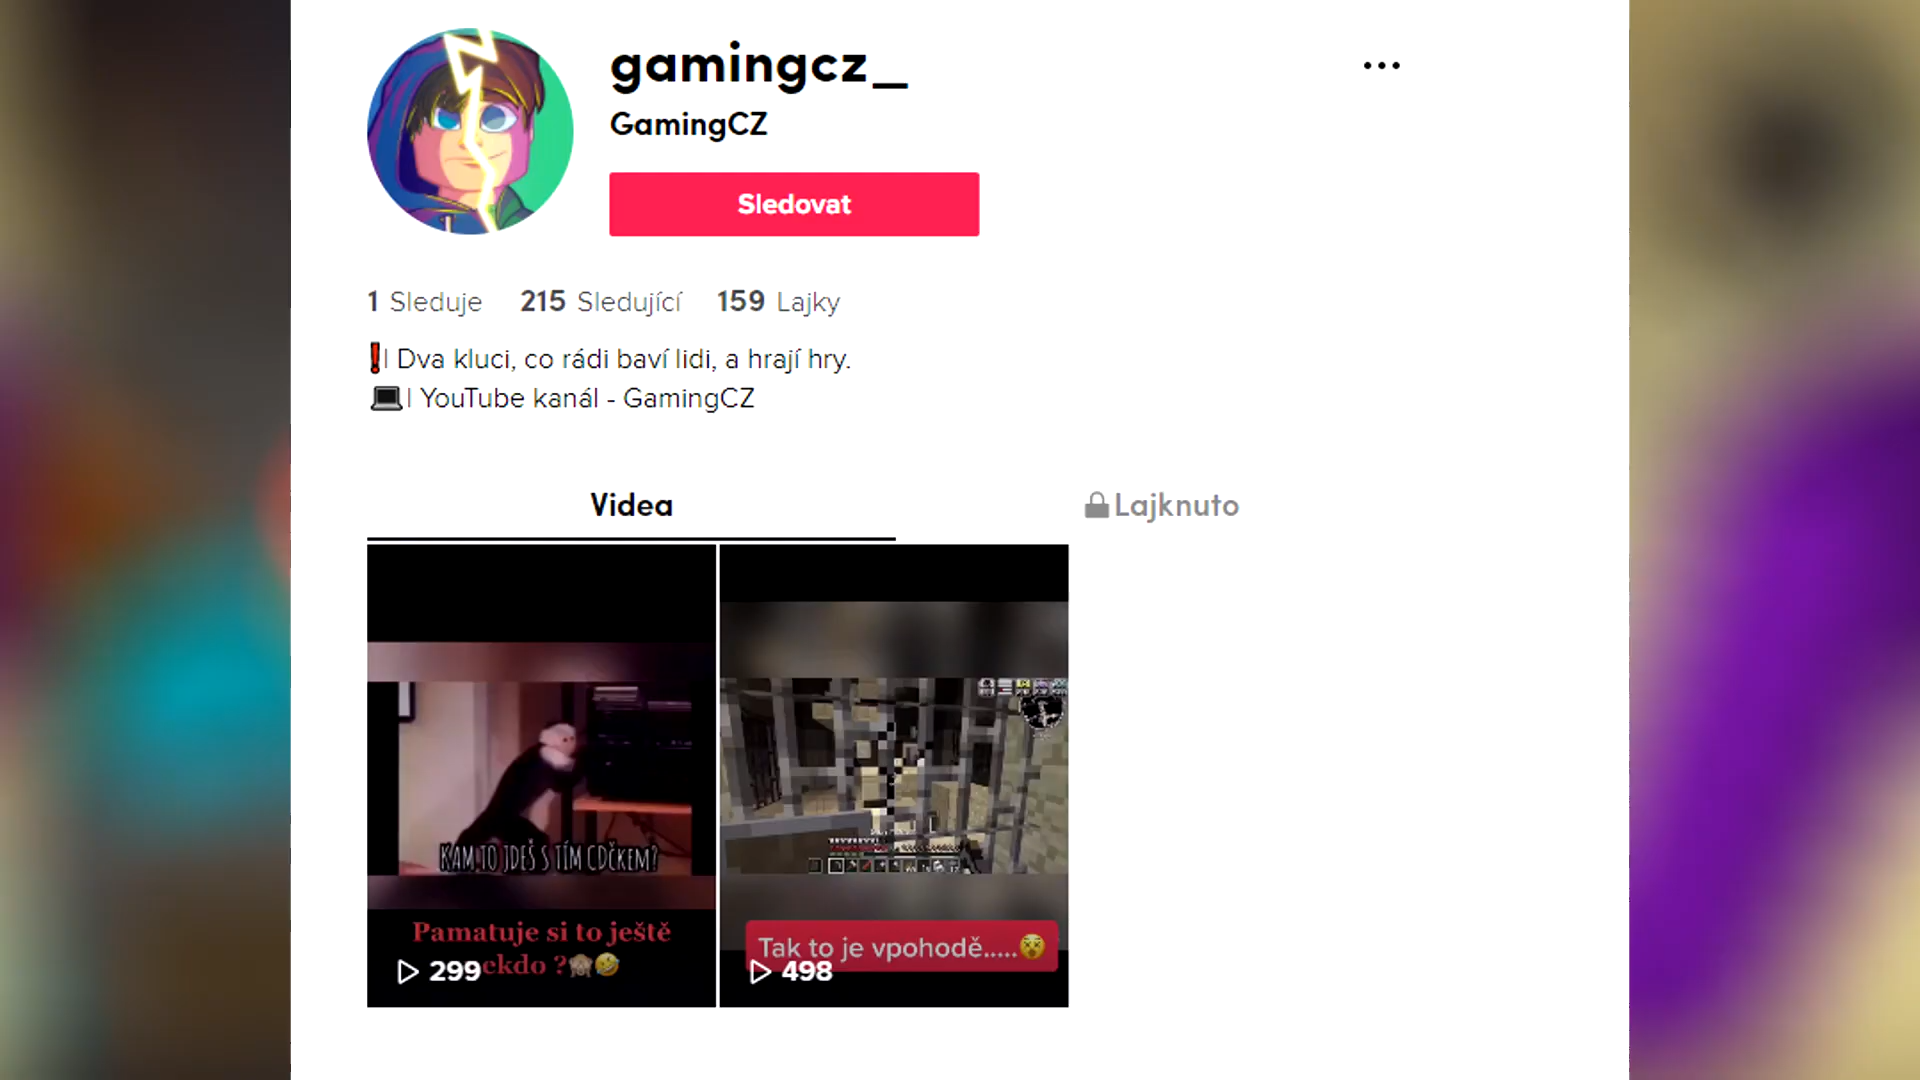 gamingcz_
GamingCZ
Sledovat
1 Sleduje 215 Sledující 159 Lajky
❗| Dva kluci, co rádi baví lidi, a hrají hry.
💻| YouTube kanál - GamingCZ
Videa
Lajknuto
KAM TO JDEŠ S TÍM CDČKEM?
Pamatuje si to ještě
ekdo ?🙈🤣
299
Tak to je vpohodě.....😵
498